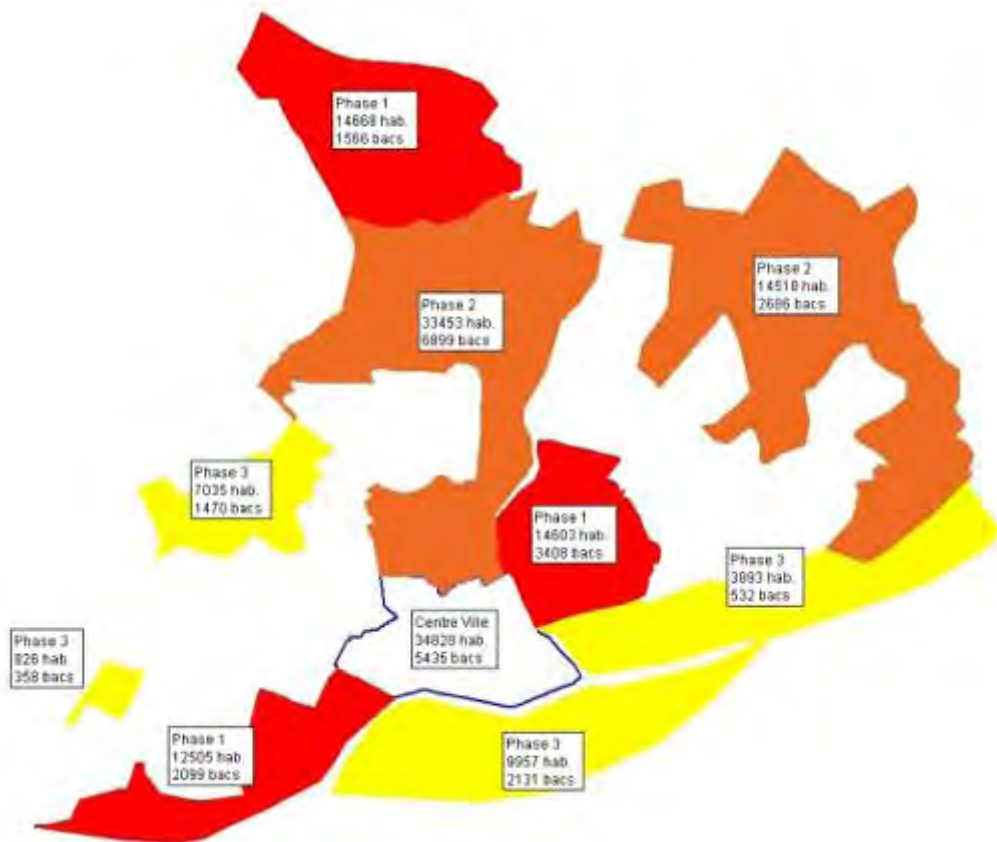 Phase 1
14668 hab.
1566 bacs
Phase 2
14518 hab.
2686 bacs
Phase 2
33453 hab.
6899 bacs
Phase 3
7035 hab.
1470 bacs
Phase 1
14603 hab.
3408 bacs
Phase 3
3893 hab.
532 bacs
Centre Ville
34828 hab.
5435 bacs
Phase 3
826 hab
358 bacs
Phase 1
12505 hab
2099 bacs
Phase 3
9957 hab
2131 bacs